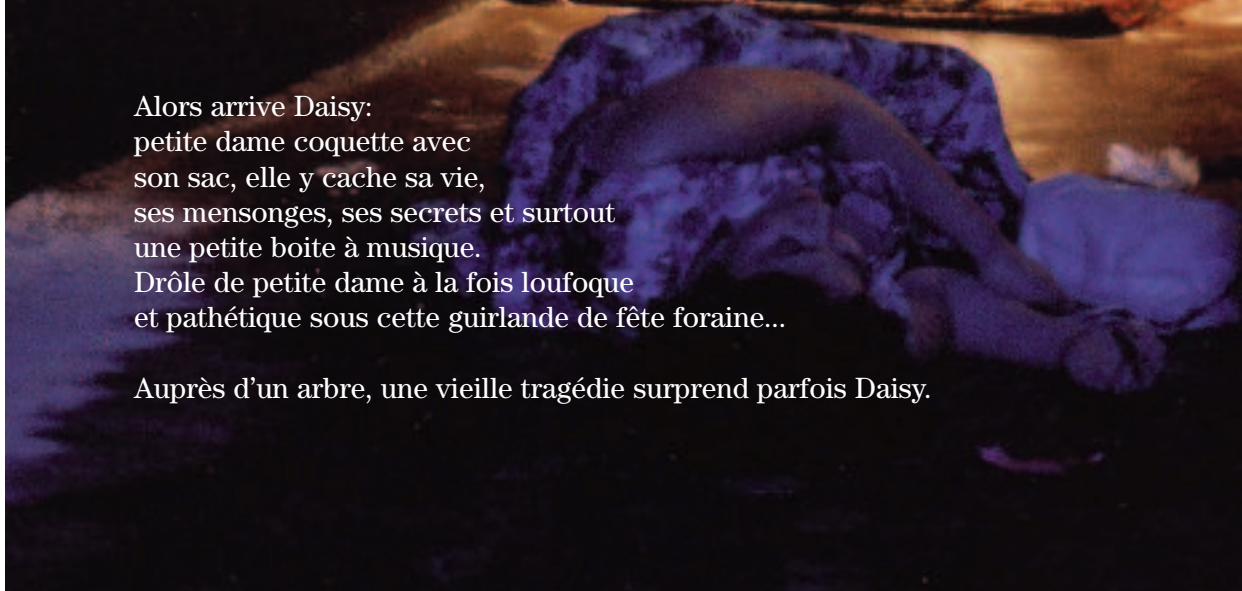 Alors arrive Daisy:
petite dame coquette avec
son sac, elle y cache sa vie,
ses mensonges, ses secrets et surtout
une petite boite à musique.
Drôle de petite dame à la fois loufoque
et pathétique sous cette guirlande de fête foraine...
Auprès d'un arbre, une vieille tragédie surprend parfois Daisy.